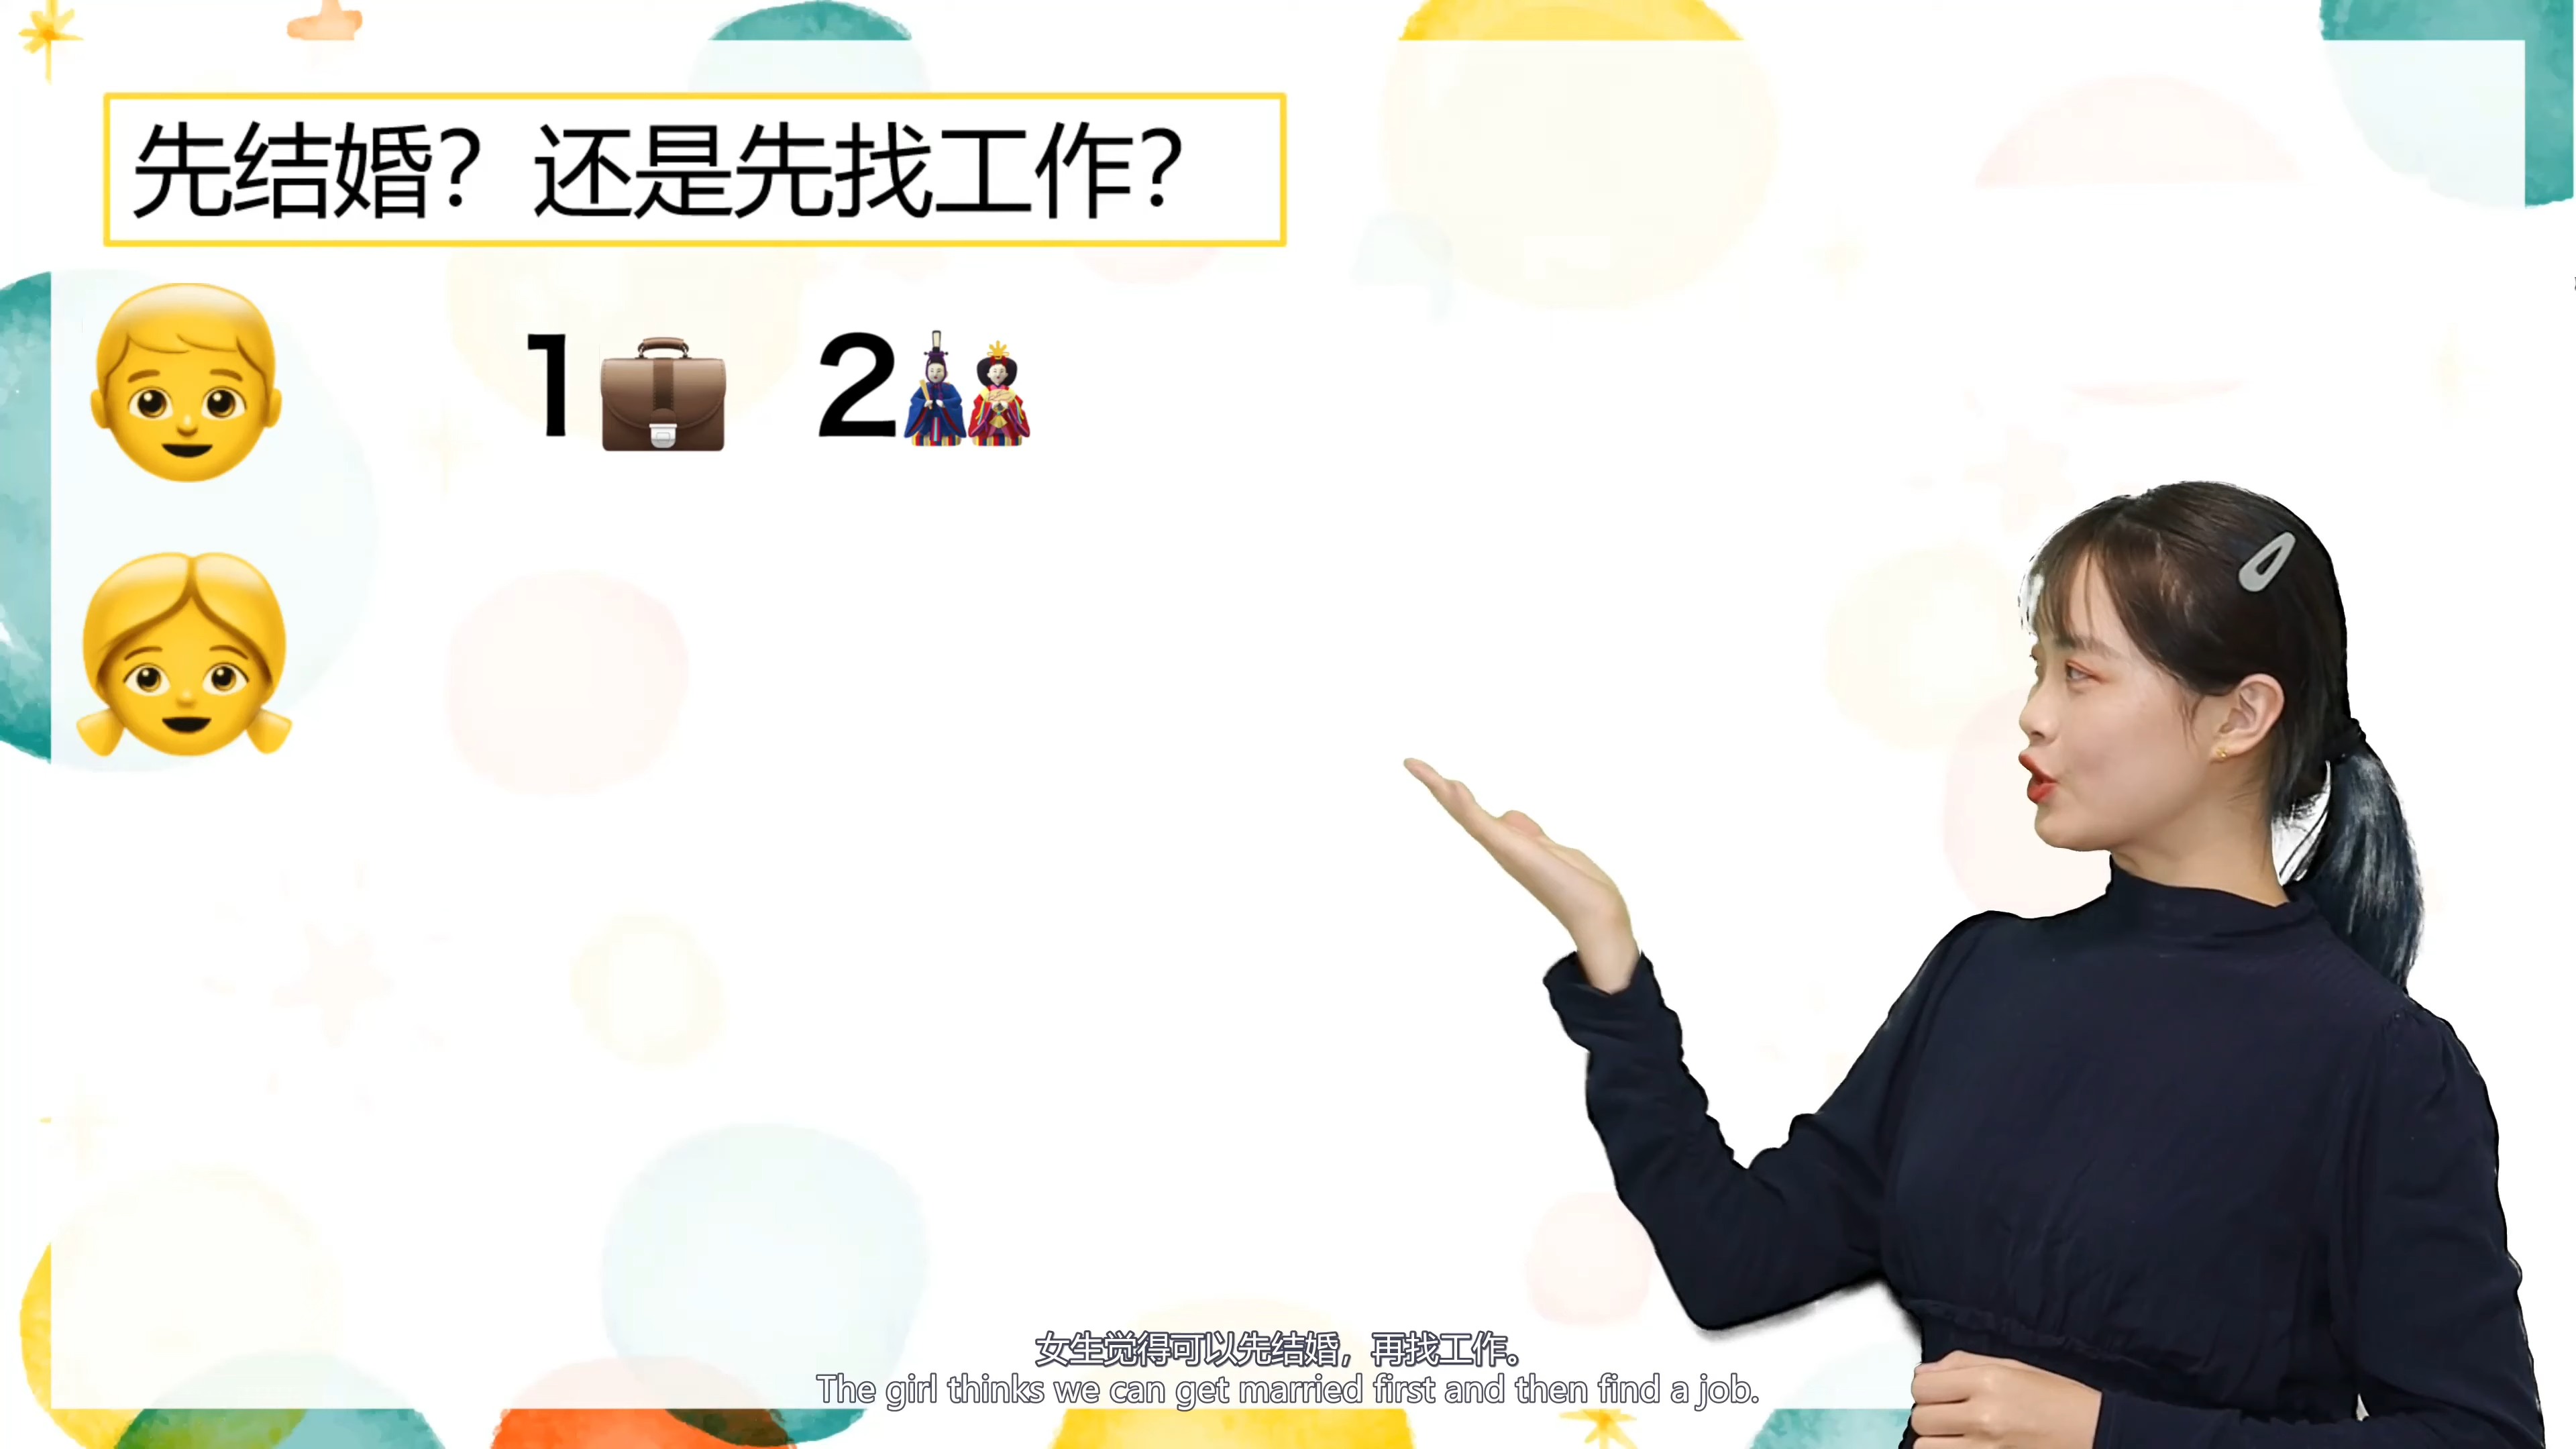 先结婚？还是先找工作？
1 2
女生觉得可以先结婚，再找工作。
The girl thinks we can get married first and then find a job.